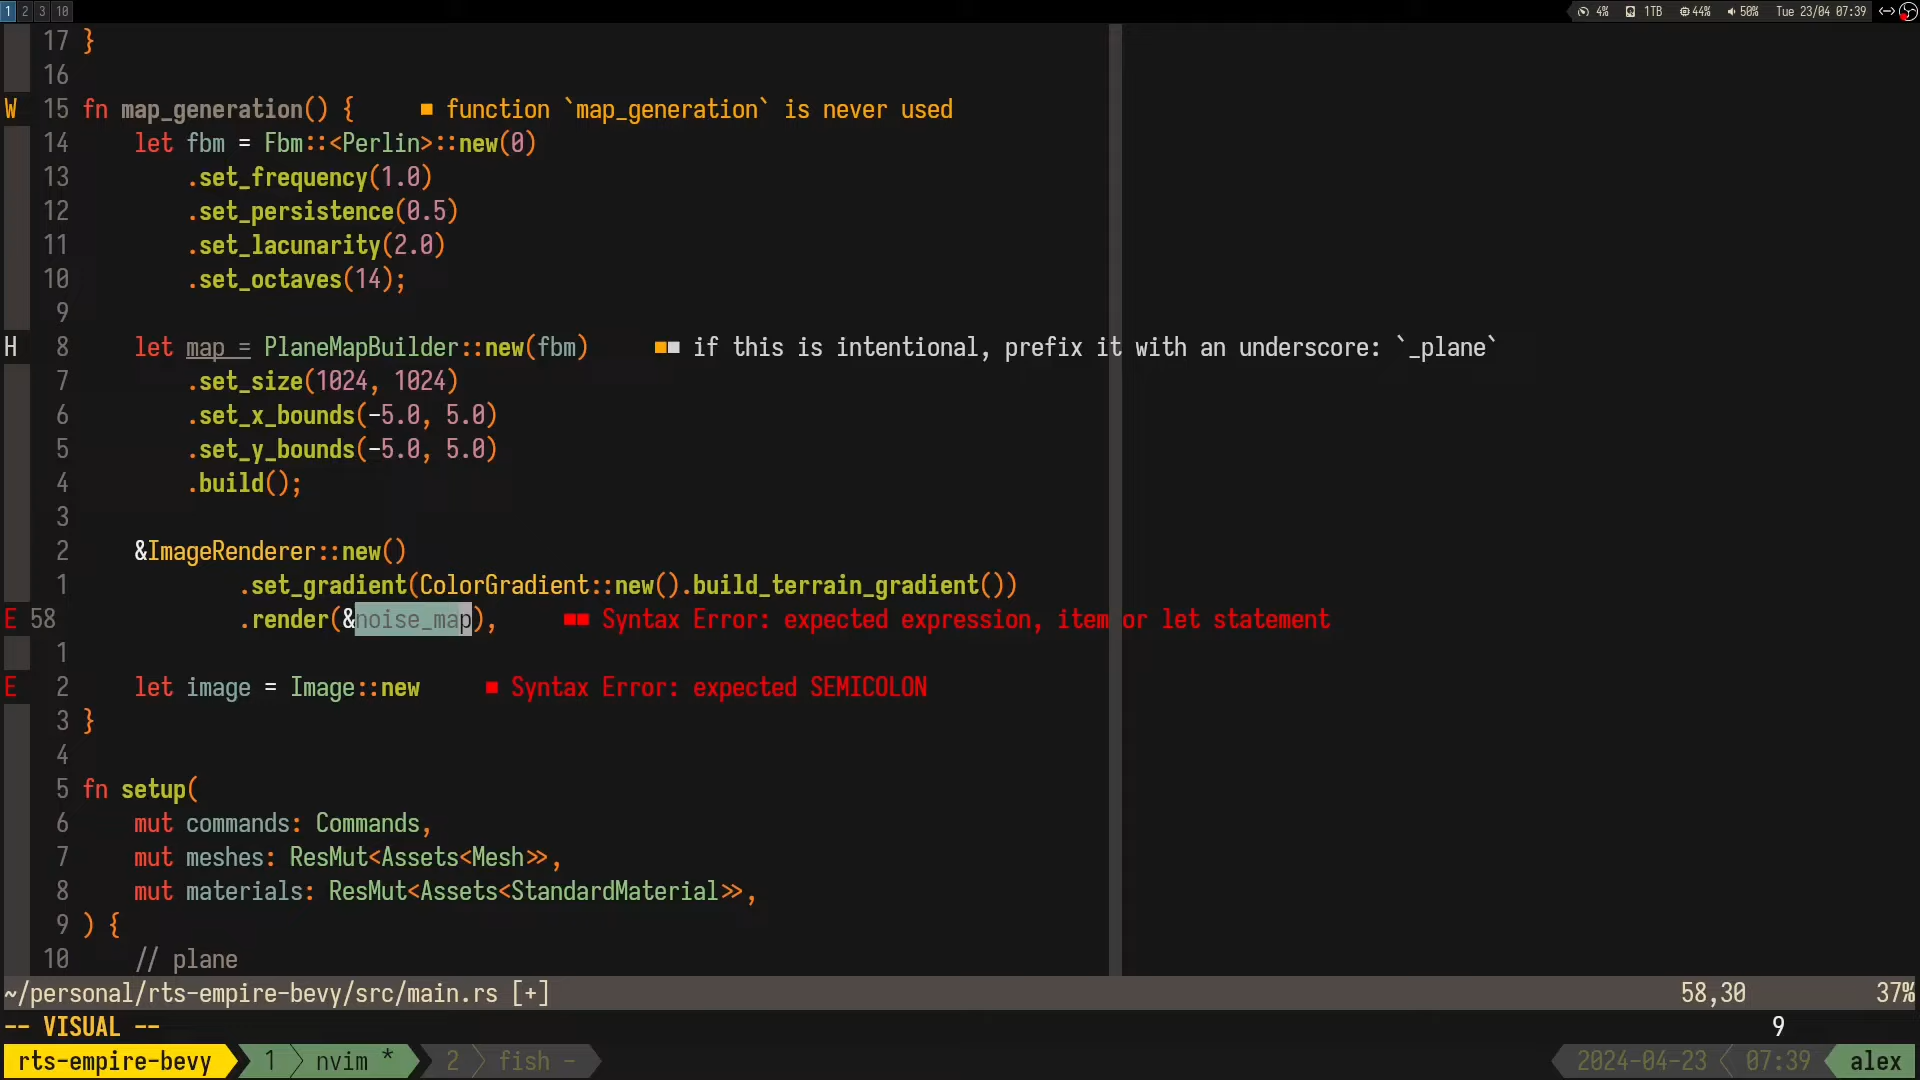 1 2 3 10 4% 1TB 44% 50% Tue 23/04 07:39
17 }
16
W 15 fn map_generation() { ■ function `map_generation` is never used
14 let fbm = Fbm::<Perlin>::new(0)
13 .set_frequency(1.0)
12 .set_persistence(0.5)
11 .set_lacunarity(2.0)
10 .set_octaves(14);
9
H 8 let map = PlaneMapBuilder::new(fbm) ■■ if this is intentional, prefix it with an underscore: `_plane`
7 .set_size(1024, 1024)
6 .set_x_bounds(-5.0, 5.0)
5 .set_y_bounds(-5.0, 5.0)
4 .build();
3
2 &ImageRenderer::new()
1 .set_gradient(ColorGradient::new().build_terrain_gradient())
E 58 .render(&noise_map), ■■ Syntax Error: expected expression, item or let statement
1
E 2 let image = Image::new ■ Syntax Error: expected SEMICOLON
3 }
4
5 fn setup(
6 mut commands: Commands,
7 mut meshes: ResMut<Assets<Mesh>>,
8 mut materials: ResMut<Assets<StandardMaterial>>,
9 ) {
10 // plane
~/personal/rts-empire-bevy/src/main.rs [+] 58,30 37%
-- VISUAL -- 9
rts-empire-bevy 1 nvim * 2 fish - 2024-04-23 07:39 alex